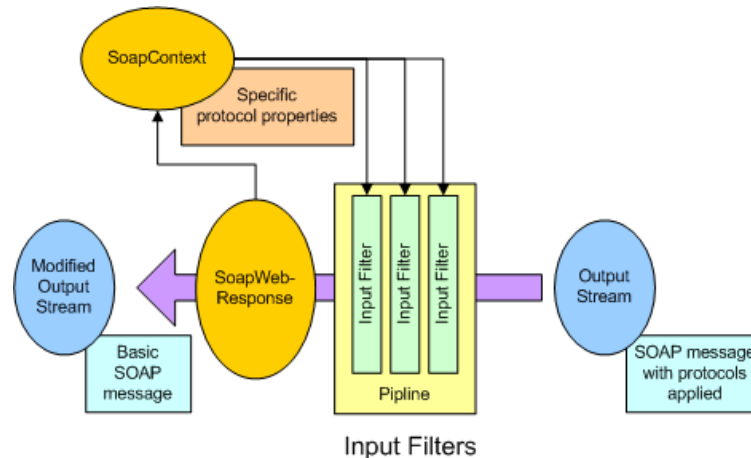 SoapContext
Specific
protocol properties
Modified
Output
Stream
Basic
SOAP
message
SoapWeb-
Response
Input Filter
Input Filter
Input Filter
Pipline
Output
Stream
SOAP message
with protocols
applied
Input Filters